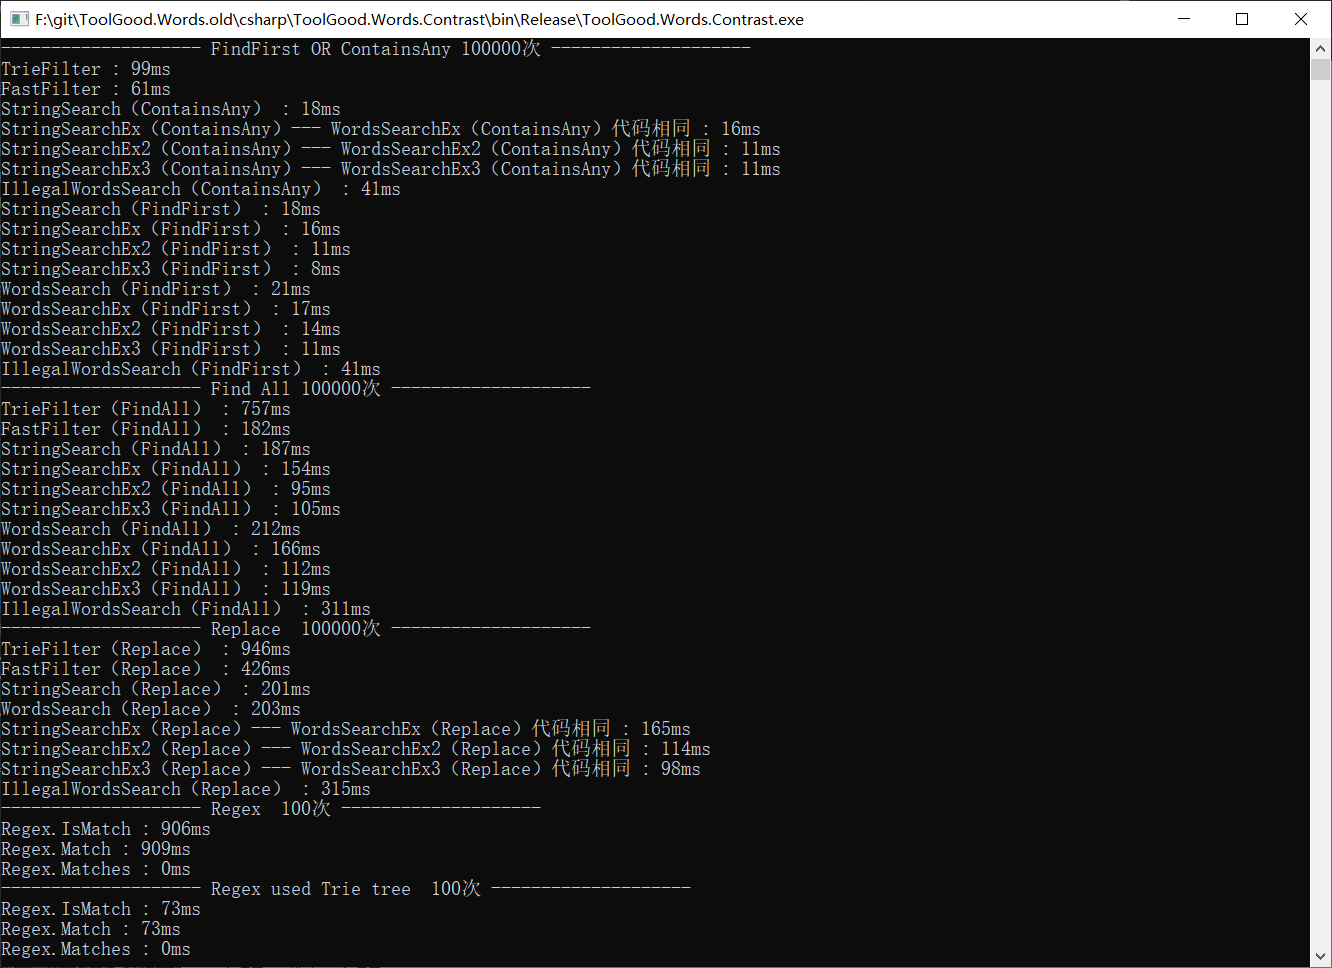 F:\git\ToolGood.Words.old\csharp\ToolGood.Words.Contrast\bin\Release\ToolGood.Words.Contrast.exe
-------------------- FindFirst OR ContainsAny 100000次 --------------------
TrieFilter : 99ms
FastFilter : 61ms
StringSearch（ContainsAny） : 18ms
StringSearchEx（ContainsAny）--- WordsSearchEx（ContainsAny）代码相同 : 16ms
StringSearchEx2（ContainsAny）--- WordsSearchEx2（ContainsAny）代码相同 : 11ms
StringSearchEx3（ContainsAny）--- WordsSearchEx3（ContainsAny）代码相同 : 11ms
IllegalWordsSearch（ContainsAny） : 41ms
StringSearch（FindFirst） : 18ms
StringSearchEx（FindFirst） : 16ms
StringSearchEx2（FindFirst） : 11ms
StringSearchEx3（FindFirst） : 8ms
WordsSearch（FindFirst） : 21ms
WordsSearchEx（FindFirst） : 17ms
WordsSearchEx2（FindFirst） : 14ms
WordsSearchEx3（FindFirst） : 11ms
IllegalWordsSearch（FindFirst） : 41ms
-------------------- Find All 100000次 --------------------
TrieFilter（FindAll） : 757ms
FastFilter（FindAll） : 182ms
StringSearch（FindAll） : 187ms
StringSearchEx（FindAll） : 154ms
StringSearchEx2（FindAll） : 95ms
StringSearchEx3（FindAll） : 105ms
WordsSearch（FindAll） : 212ms
WordsSearchEx（FindAll） : 166ms
WordsSearchEx2（FindAll） : 112ms
WordsSearchEx3（FindAll） : 119ms
IllegalWordsSearch（FindAll） : 311ms
-------------------- Replace  100000次 --------------------
TrieFilter（Replace） : 946ms
FastFilter（Replace） : 426ms
StringSearch（Replace） : 201ms
WordsSearch（Replace） : 203ms
StringSearchEx（Replace）--- WordsSearchEx（Replace）代码相同 : 165ms
StringSearchEx2（Replace）--- WordsSearchEx2（Replace）代码相同 : 114ms
StringSearchEx3（Replace）--- WordsSearchEx3（Replace）代码相同 : 98ms
IllegalWordsSearch（Replace） : 315ms
-------------------- Regex  100次 --------------------
Regex.IsMatch : 906ms
Regex.Match : 909ms
Regex.Matches : 0ms
-------------------- Regex used Trie tree  100次 --------------------
Regex.IsMatch : 73ms
Regex.Match : 73ms
Regex.Matches : 0ms